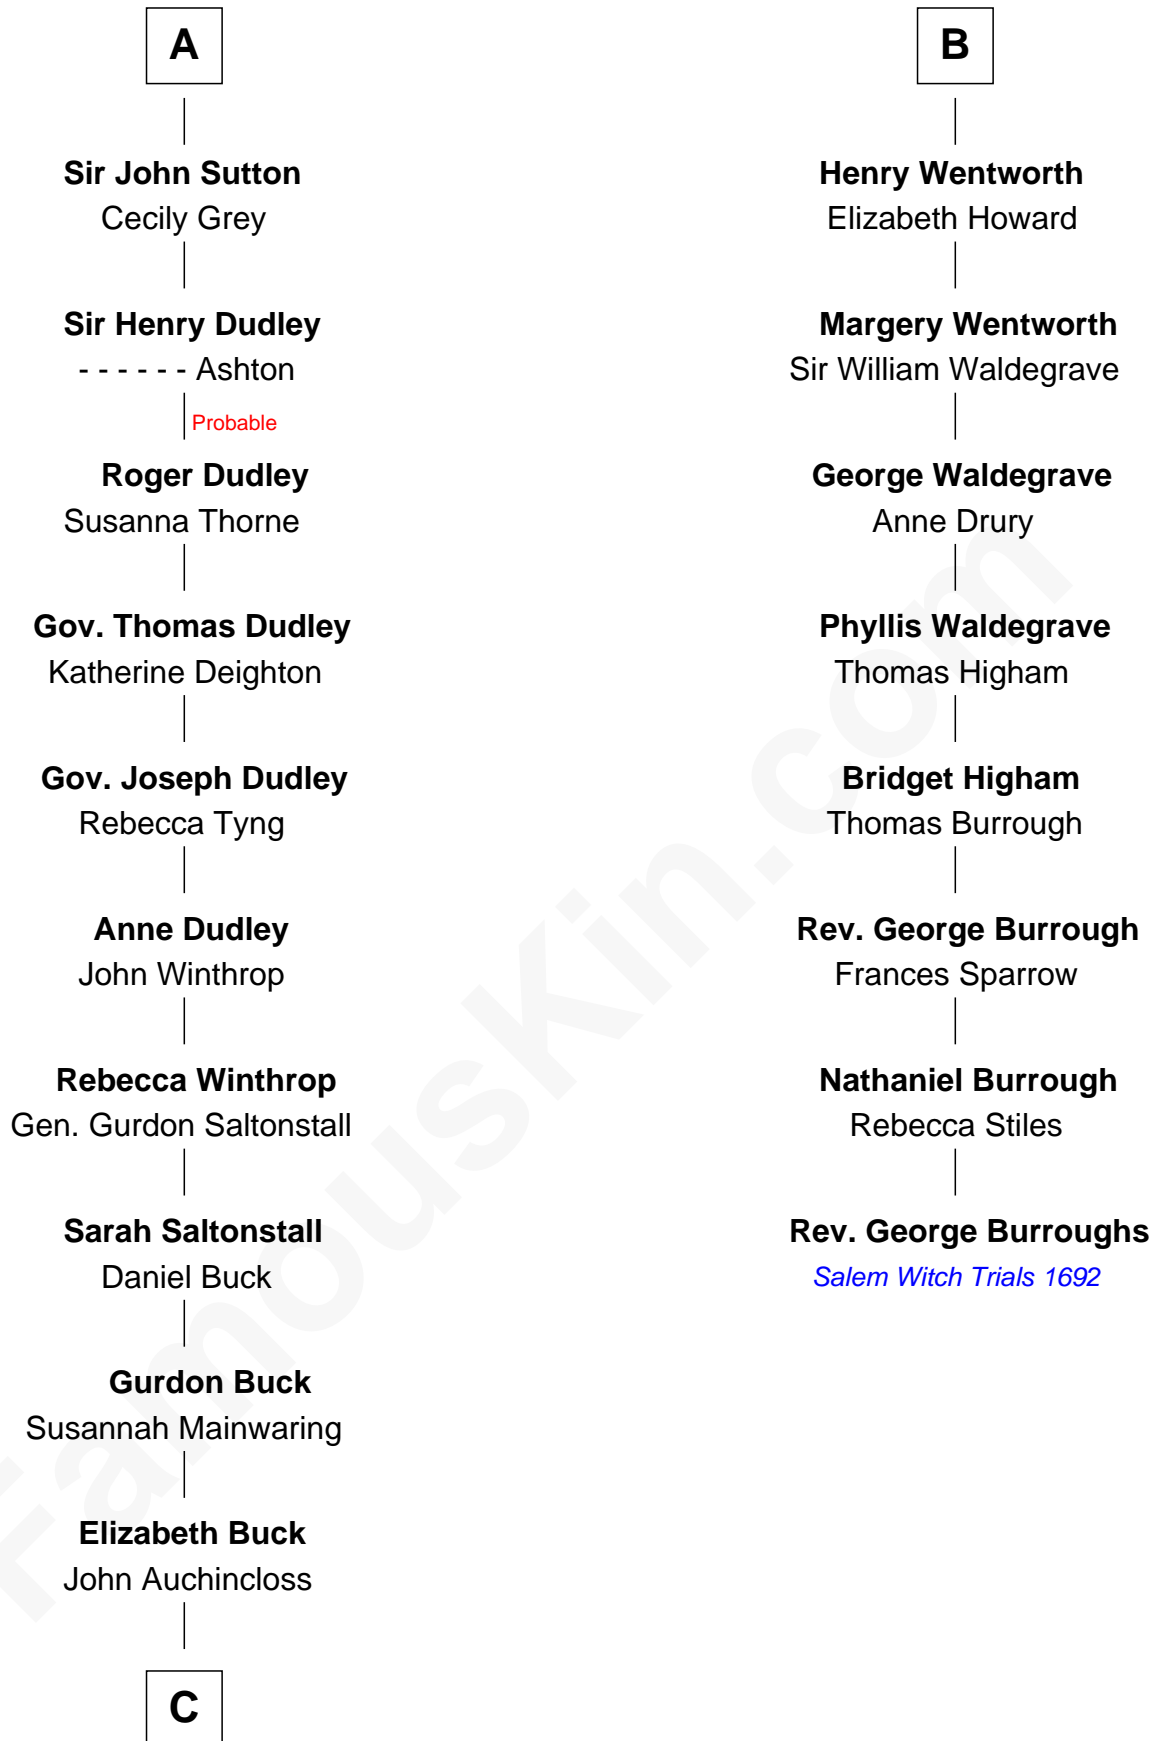 A
Sir John Sutton
Cecily Grey
Sir Henry Dudley
- - - - - - Ashton
Probable
Roger Dudley
Susanna Thorne
Gov. Thomas Dudley
Katherine Deighton
Gov. Joseph Dudley
Rebecca Tyng
Anne Dudley
John Winthrop
Rebecca Winthrop
Gen. Gurdon Saltonstall
Sarah Saltonstall
Daniel Buck
Gurdon Buck
Susannah Mainwaring
Elizabeth Buck
John Auchincloss
C
B
Henry Wentworth
Elizabeth Howard
Margery Wentworth
Sir William Waldegrave
George Waldegrave
Anne Drury
Phyllis Waldegrave
Thomas Higham
Bridget Higham
Thomas Burrough
Rev. George Burrough
Frances Sparrow
Nathaniel Burrough
Rebecca Stiles
Rev. George Burroughs
Salem Witch Trials 1692
FamousKin.com